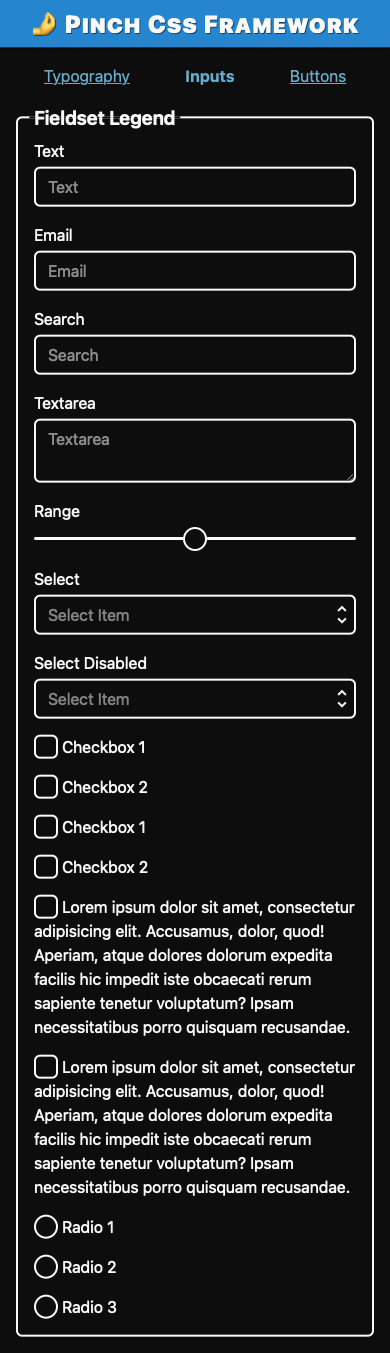 🤌 PINCH CSS FRAMEWORK
Typography Inputs Buttons
Fieldset Legend
Text
Text
Email
Email
Search
Search
Textarea
Textarea
Range
Select
Select Item
Select Disabled
Select Item
Checkbox 1
Checkbox 2
Checkbox 1
Checkbox 2
Lorem ipsum dolor sit amet, consectetur
adipisicing elit. Accusamus, dolor, quod!
Aperiam, atque dolores dolorum expedita
facilis hic impedit iste obcaecati rerum
sapiente tenetur voluptatum? Ipsam
necessitatibus porro quisquam recusandae.
Lorem ipsum dolor sit amet, consectetur
adipisicing elit. Accusamus, dolor, quod!
Aperiam, atque dolores dolorum expedita
facilis hic impedit iste obcaecati rerum
sapiente tenetur voluptatum? Ipsam
necessitatibus porro quisquam recusandae.
Radio 1
Radio 2
Radio 3